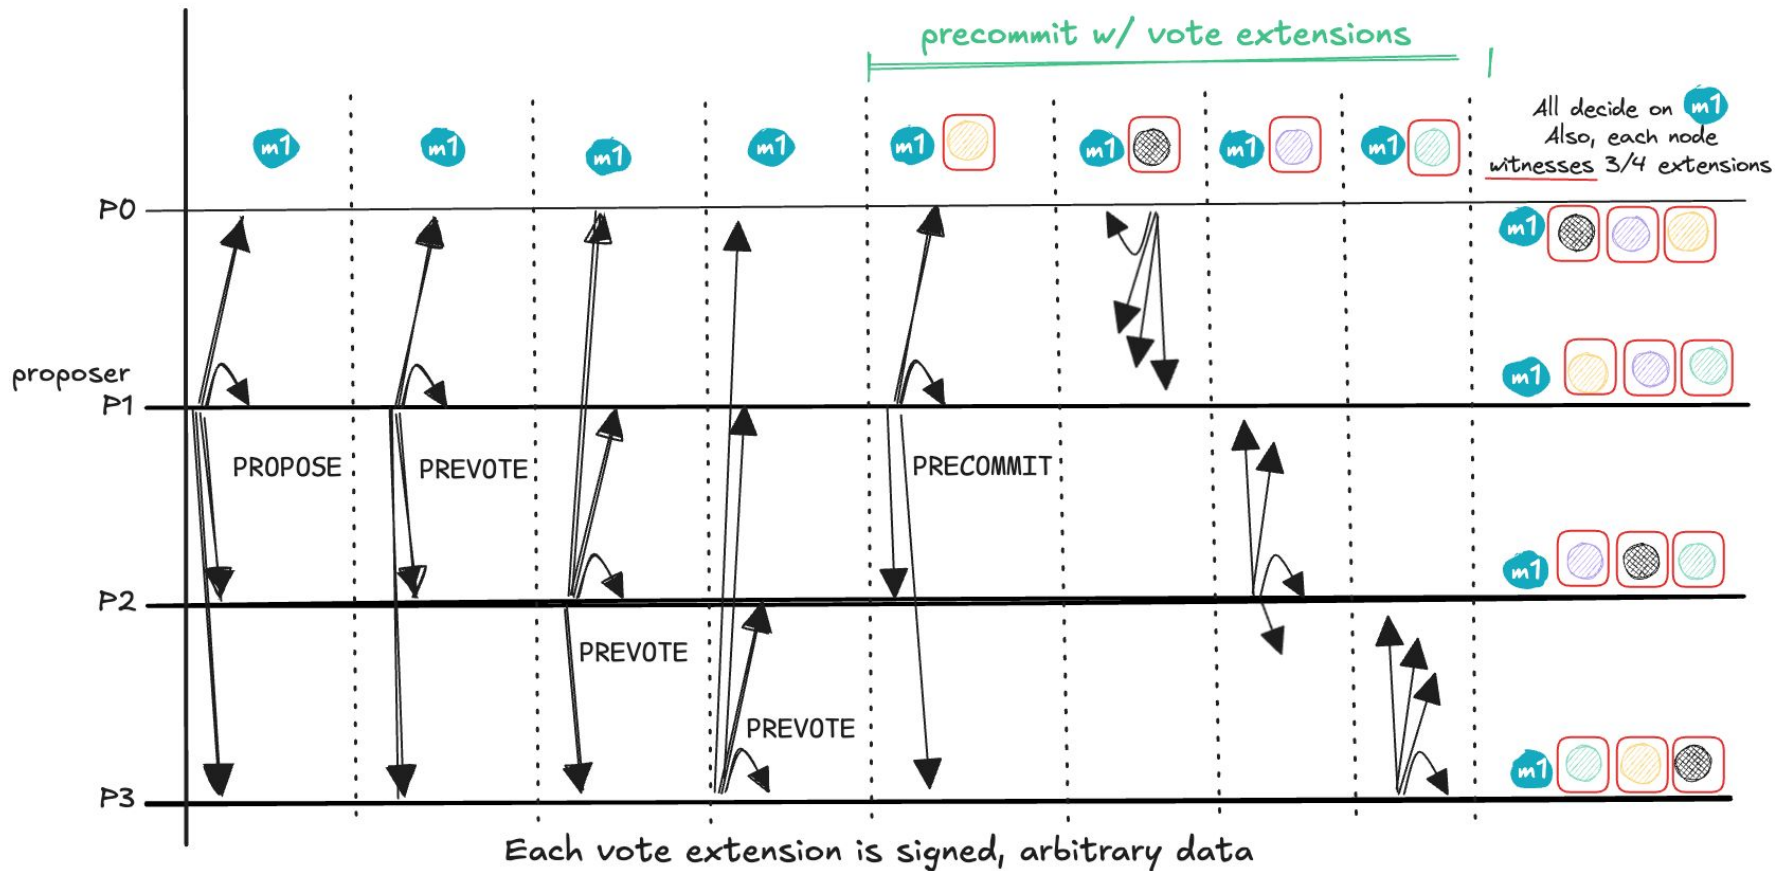 precommit w/ vote extensions
All decide on m1
Also, each node
witnesses 3/4 extensions
m1
m1
m1
m1
m1
m1
m1
m1
P0
m1
proposer
P1
m1
PROPOSE
PREVOTE
PRECOMMIT
P2
m1
PREVOTE
PREVOTE
P3
m1
Each vote extension is signed, arbitrary data